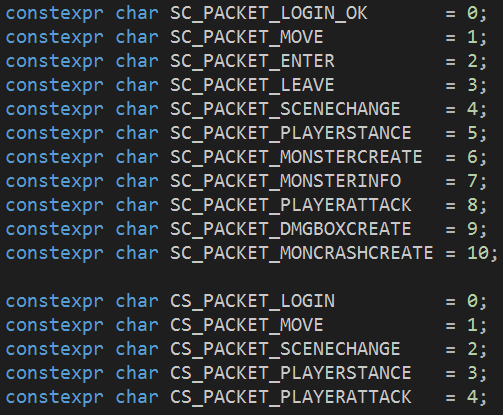 constexpr char SC_PACKET_LOGIN_OK       = 0;
constexpr char SC_PACKET_MOVE           = 1;
constexpr char SC_PACKET_ENTER          = 2;
constexpr char SC_PACKET_LEAVE          = 3;
constexpr char SC_PACKET_SCENECHANGE    = 4;
constexpr char SC_PACKET_PLAYERSTANCE   = 5;
constexpr char SC_PACKET_MONSTERCREATE  = 6;
constexpr char SC_PACKET_MONSTERINFO    = 7;
constexpr char SC_PACKET_PLAYERATTACK   = 8;
constexpr char SC_PACKET_DMGBOXCREATE   = 9;
constexpr char SC_PACKET_MONCRASHCREATE = 10;

constexpr char CS_PACKET_LOGIN          = 0;
constexpr char CS_PACKET_MOVE           = 1;
constexpr char CS_PACKET_SCENECHANGE    = 2;
constexpr char CS_PACKET_PLAYERSTANCE   = 3;
constexpr char CS_PACKET_PLAYERATTACK   = 4;